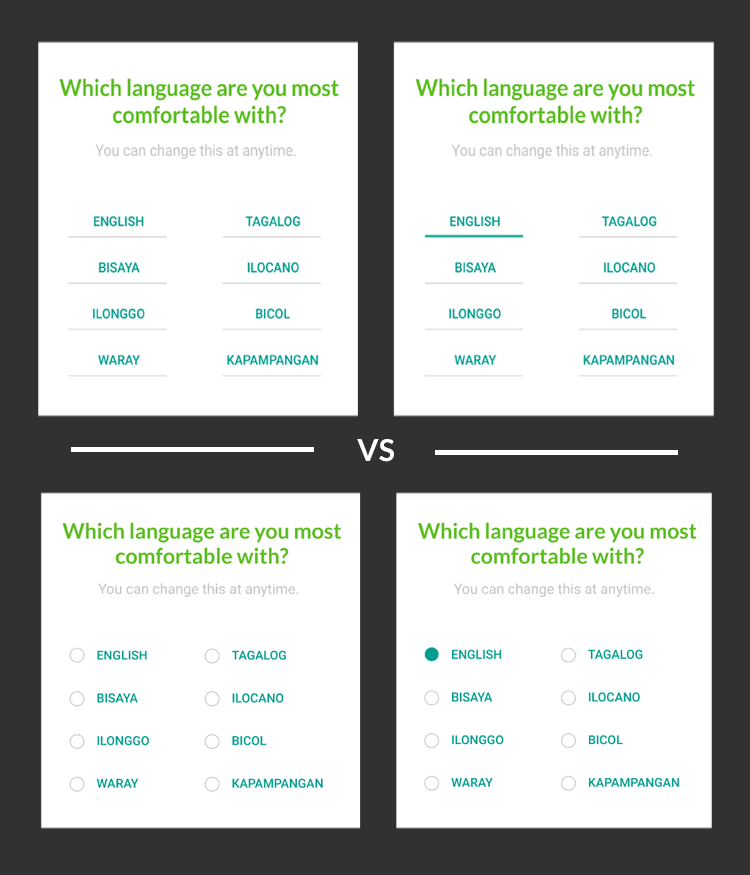 Which language are you most
comfortable with?
You can change this at anytime.
ENGLISH TAGALOG
BISAYA ILOCANO
ILONGGO BICOL
WARAY KAPAMPANGAN
Which language are you most
comfortable with?
You can change this at anytime.
ENGLISH TAGALOG
BISAYA ILOCANO
ILONGGO BICOL
WARAY KAPAMPANGAN
VS
Which language are you most
comfortable with?
You can change this at anytime.
ENGLISH TAGALOG
BISAYA ILOCANO
ILONGGO BICOL
WARAY KAPAMPANGAN
Which language are you most
comfortable with?
You can change this at anytime.
ENGLISH TAGALOG
BISAYA ILOCANO
ILONGGO BICOL
WARAY KAPAMPANGAN